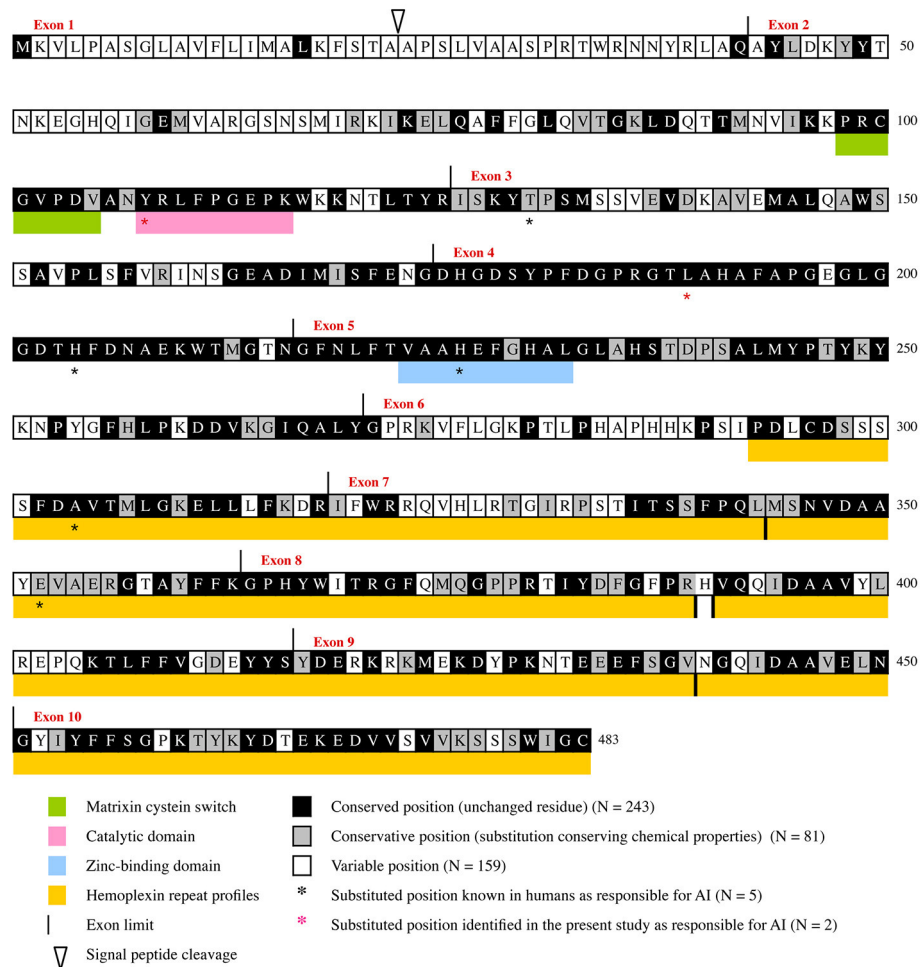 Exon 1 Exon 2
M K V L P A S G L A V F L I M A L K F S T A A P S L V A A S P R T W R N N Y R L A Q A Y L D K Y Y T 50
N K E G H Q I G E M V A R G S N S M I R K I K E L Q A F F G L Q V T G K L D Q T T M N V I K K P R C 100
Exon 3
G V P D V A N Y R L F P G E P K W K K N T L T Y R I S K Y T P S M S S V E V D K A V E M A L Q A W S 150
* *
Exon 4
S A V P L S F V R I N S G E A D I M I S F E N G D H G D S Y P F D G P R G T L A H A F A P G E G L G 200
*
Exon 5
G D T H F D N A E K W T M G T N G F N L F T V A A H E F G H A L G L A H S T D P S A L M Y P T Y K Y 250
* *
Exon 6
K N P Y G F H L P K D D V K G I Q A L Y G P R K V F L G K P T L P H A P H H K P S I P D L C D S S S 300
Exon 7
S F D A V T M L G K E L L L F K D R I F W R R Q V H L R T G I R P S T I T S S F P Q L M S N V D A A 350
*
Exon 8
Y E V A E R G T A Y F F K G P H Y W I T R G F Q M Q G P P R T I Y D F G F P R H V Q Q I D A A V Y L 400
*
Exon 9
R E P Q K T L F F V G D E Y Y S Y D E R K R K M E K D Y P K N T E E E F S G V N G Q I D A A V E L N 450
Exon 10
G Y I Y F F S G P K T Y K Y D T E K E D V V S V V K S S S W I G C 483
Matrixin cystein switch
Catalytic domain
Zinc-binding domain
Hemoplexin repeat profiles
Exon limit
Signal peptide cleavage
Conserved position (unchanged residue) (N = 243)
Conservative position (substitution conserving chemical properties) (N = 81)
Variable position (N = 159)
* Substituted position known in humans as responsible for AI (N = 5)
* Substituted position identified in the present study as responsible for AI (N = 2)